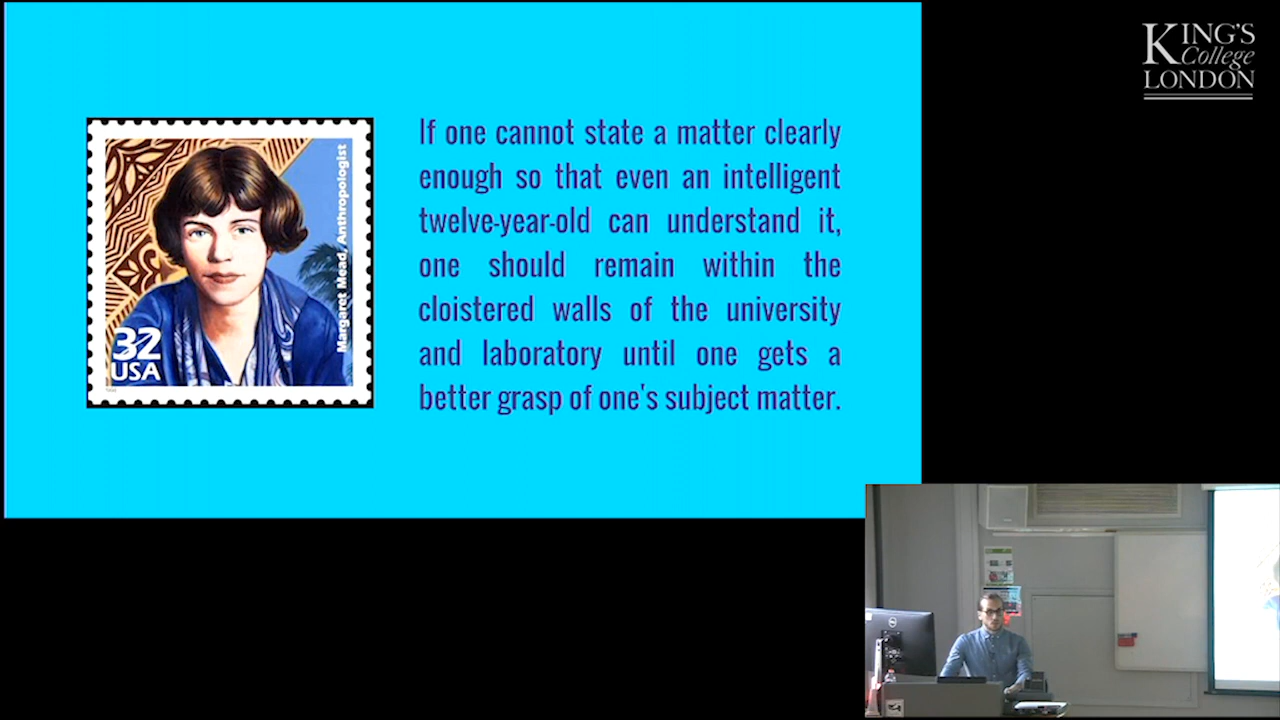 KING'S
College
LONDON
If one cannot state a matter clearly
enough so that even an intelligent
twelve-year-old can understand it,
one should remain within the
cloistered walls of the university
and laboratory until one gets a
better grasp of one's subject matter.
Margaret Mead, Anthropologist
32
USA